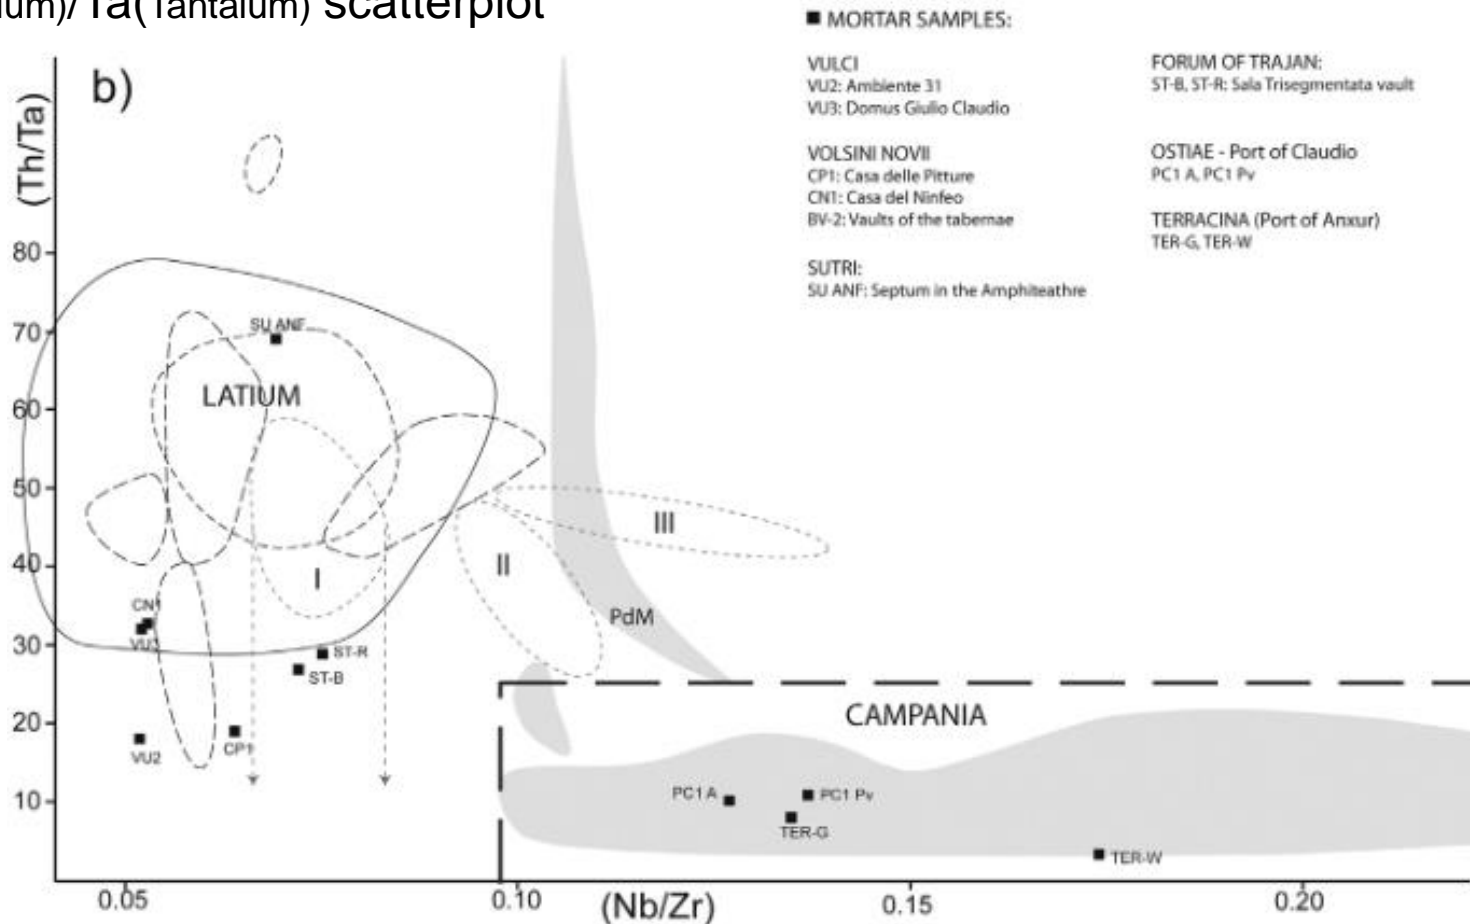 ium)/Ta(Tantalum) scatterplot
b)
(Th/Ta)
80
70
60
50
40
30
20
10
SU ANF
LATIUM
I
II
III
PdM
CN1
VU3
ST-R
ST-B
VU2
CP1
CAMPANIA
PC1 A
PC1 Pv
TER-G
TER-W
0.05
0.10
(Nb/Zr)
0.15
0.20
■ MORTAR SAMPLES:
VULCI
VU2: Ambiente 31
VU3: Domus Giulio Claudio
VOLSINI NOVII
CP1: Casa delle Pitture
CN1: Casa del Ninfeo
BV-2: Vaults of the tabernae
SUTRI:
SU ANF: Septum in the Amphiteathre
FORUM OF TRAJAN:
ST-B, ST-R: Sala Trisegmentata vault
OSTIAE - Port of Claudio
PC1 A, PC1 Pv
TERRACINA (Port of Anxur)
TER-G, TER-W